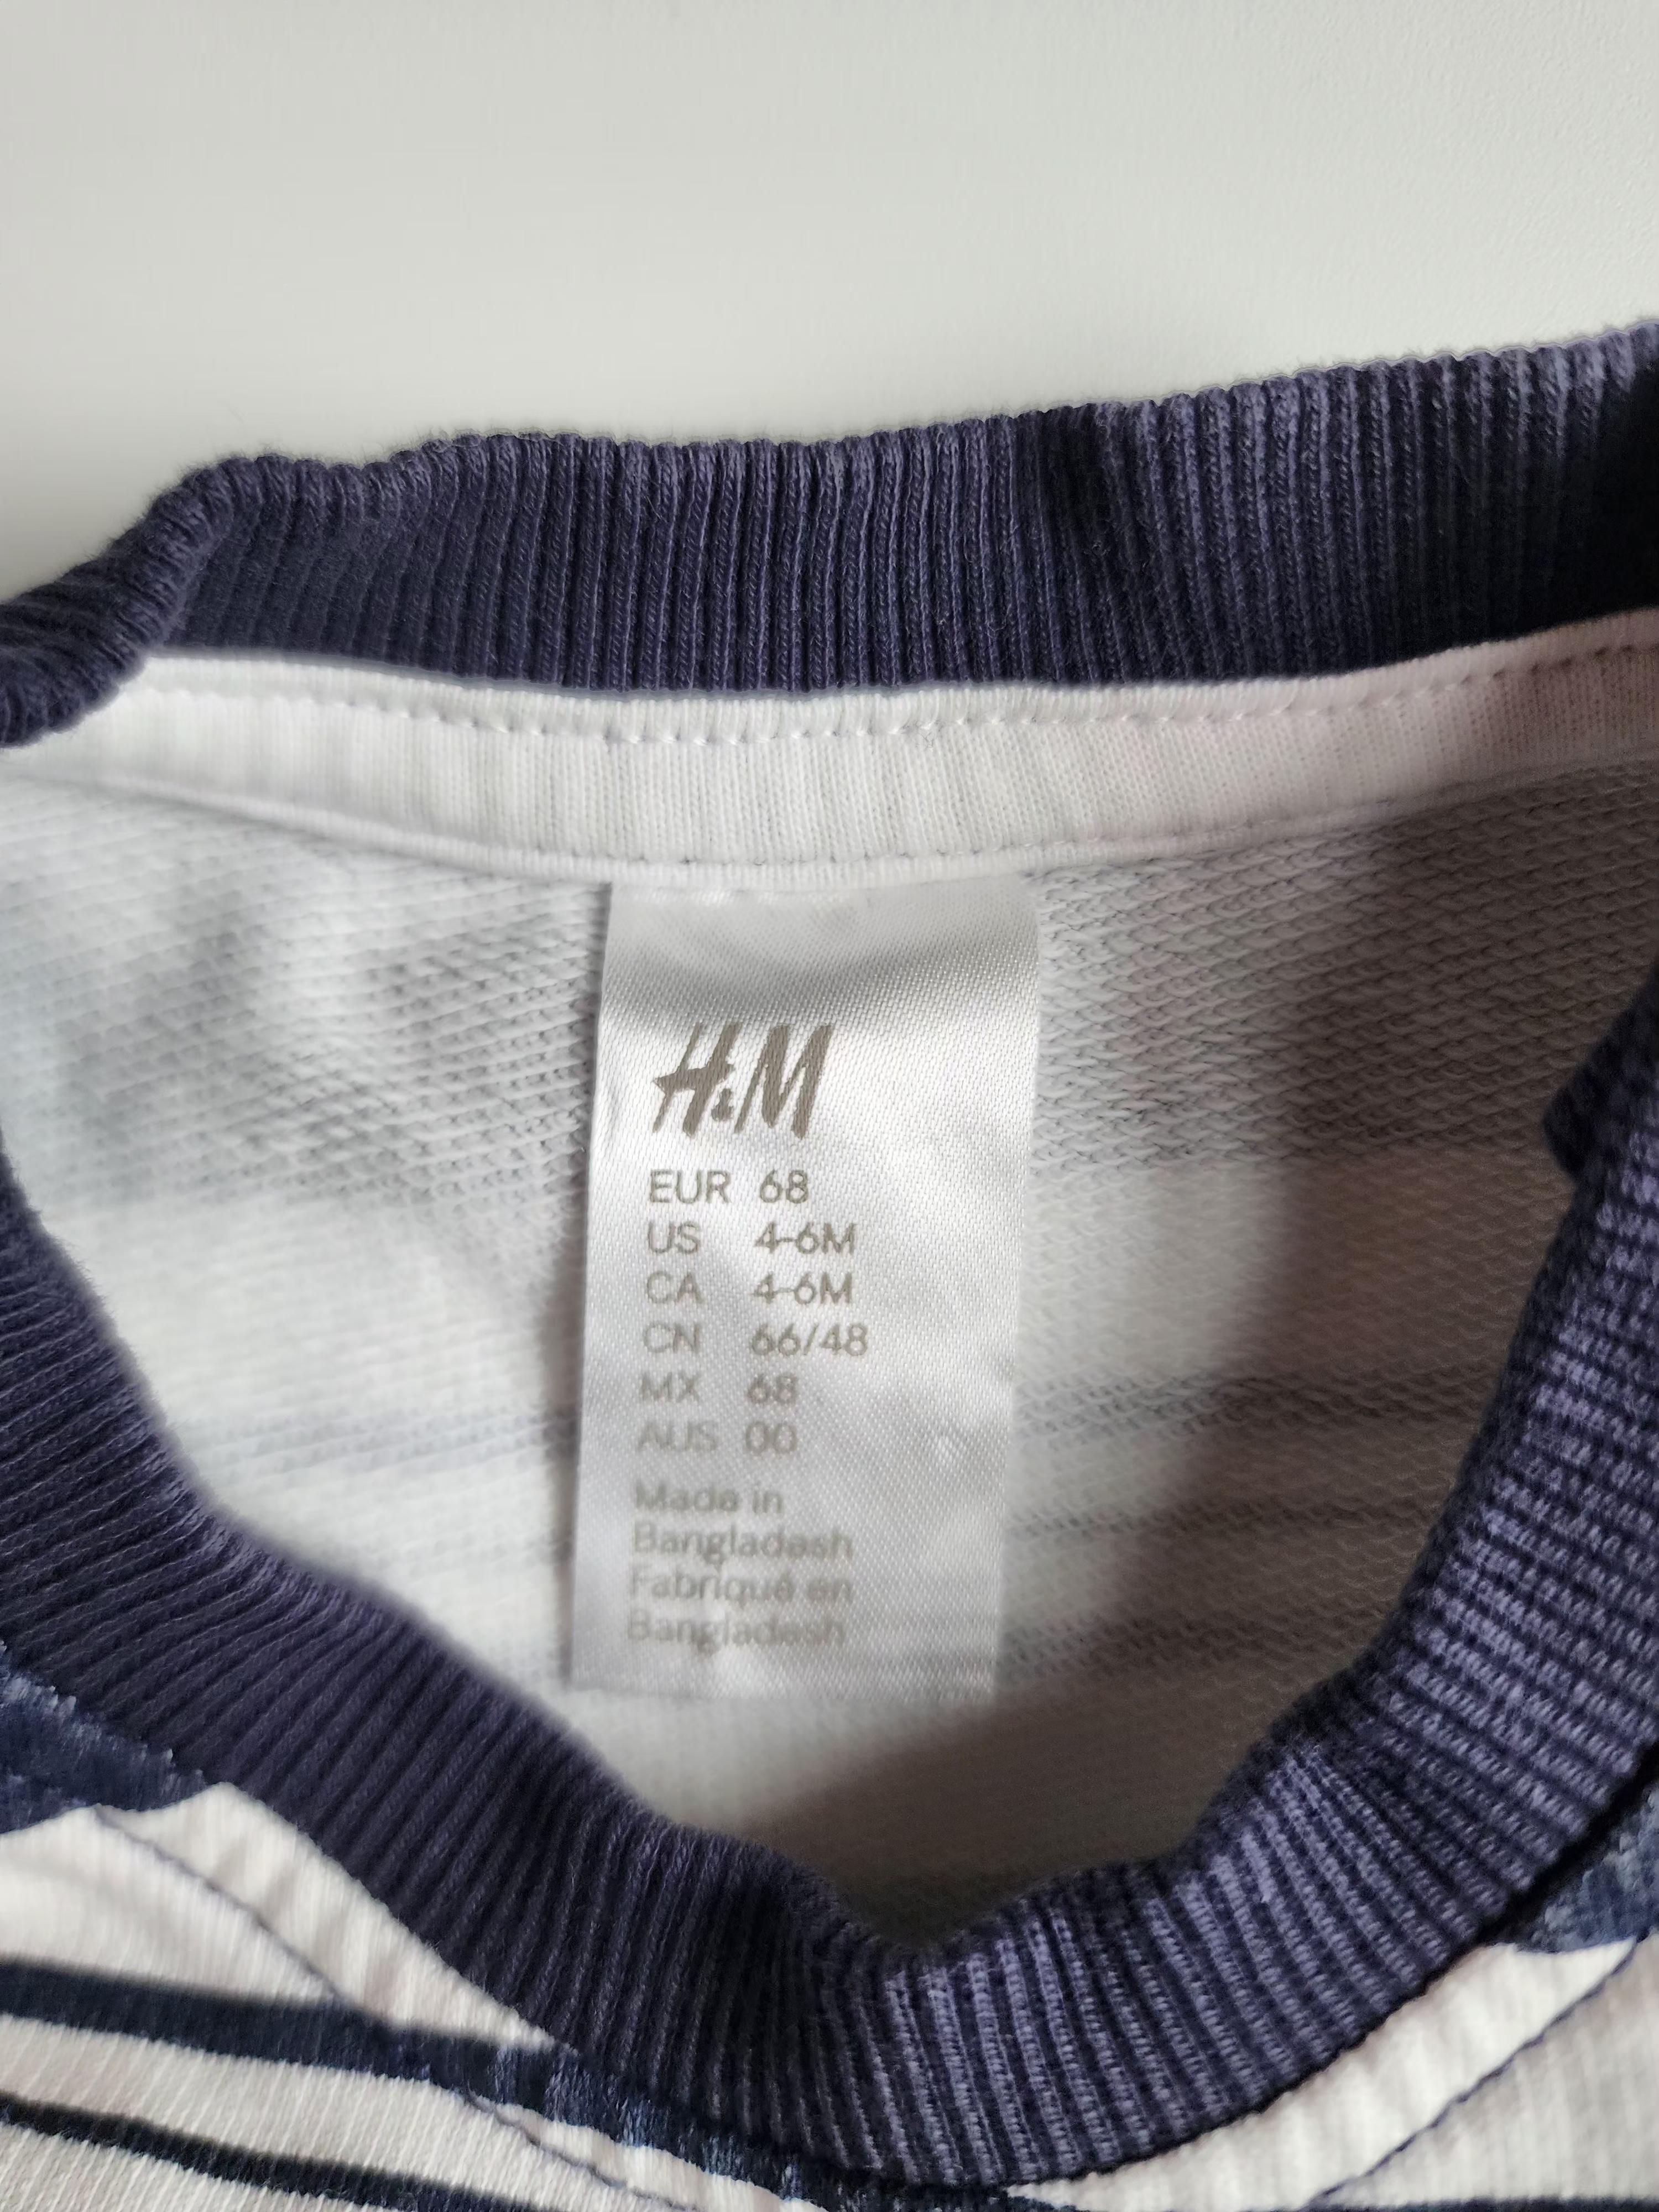 H&M
EUR 68
US 4-6M
CA 4-6M
CN 66/48
MX 68
AUS 00
Made in
Bangladesh
Fabriqué en
Bangladesh